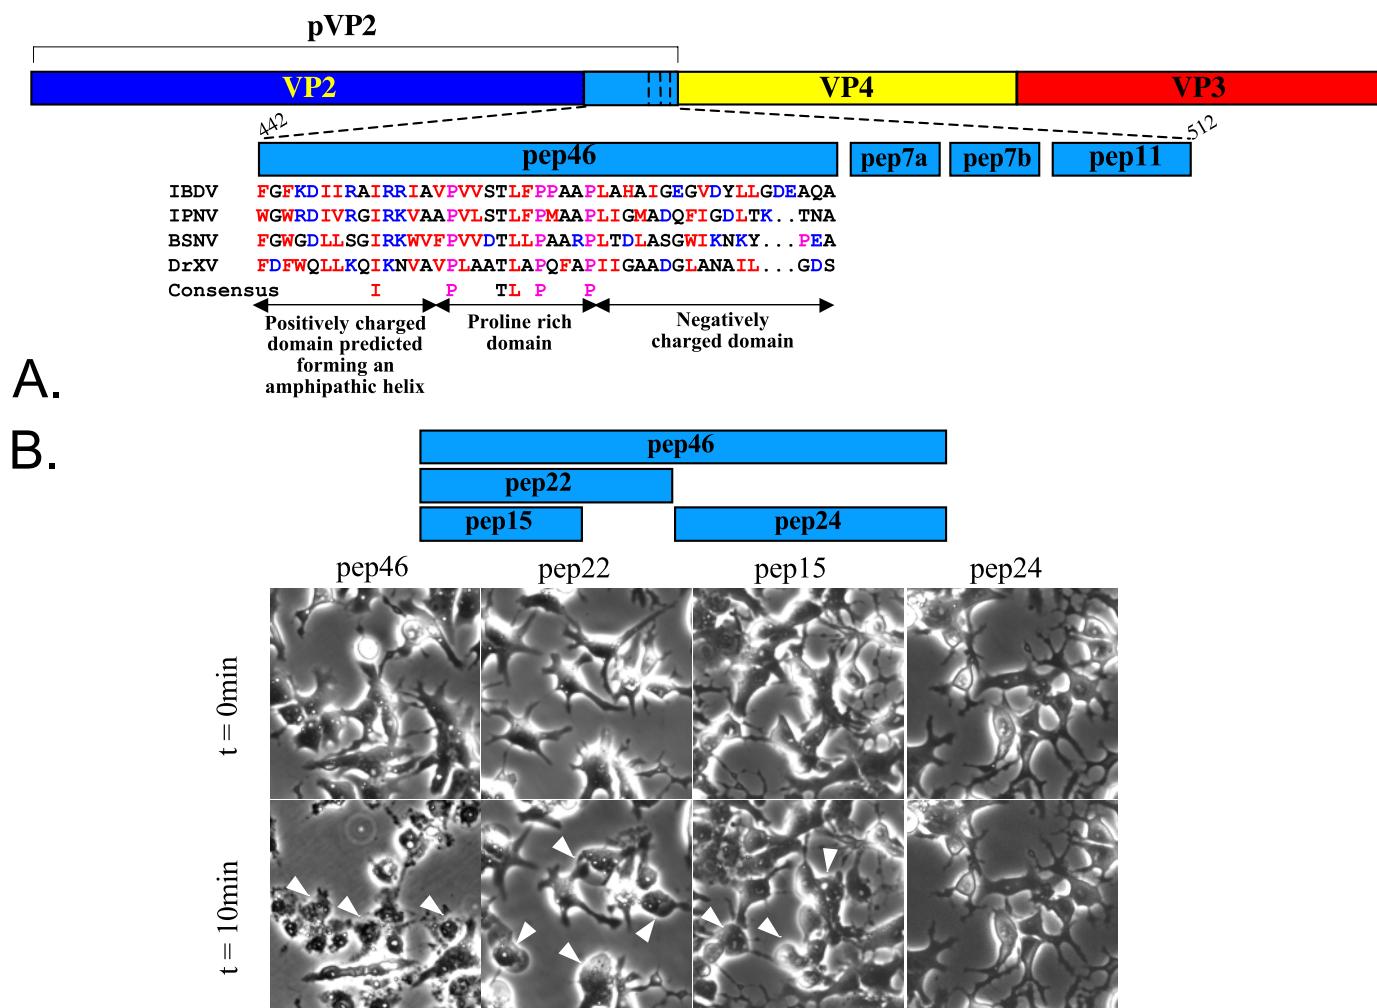 pVP2
VP2 VP4 VP3
442 512
pep46 pep7a pep7b pep11
IBDV FGFKDIIRAIRRIAVPVVSTLFPPAAPLAHAIGEGVDYLLGDEAQA
IPNV WGWRDIVRGIRKVAAPVLSTLFPMAAPLIGMADQFIGDLTK..TNA
BSNV FGWGDLLSGIRKWVFPVVDTLLPAARPLTDLASGWIKNKY...PEA
DrXV FDFWQLLKQIKNVAVPLAATLAPQFAPIIGAADGLANAIL...GDS
Consensus I P TL P P
Positively charged
domain predicted
forming an
amphipathic helix
Proline rich
domain
Negatively
charged domain
A.
B.
pep46
pep22
pep15 pep24
pep46 pep22 pep15 pep24
t = 0min
t = 10min